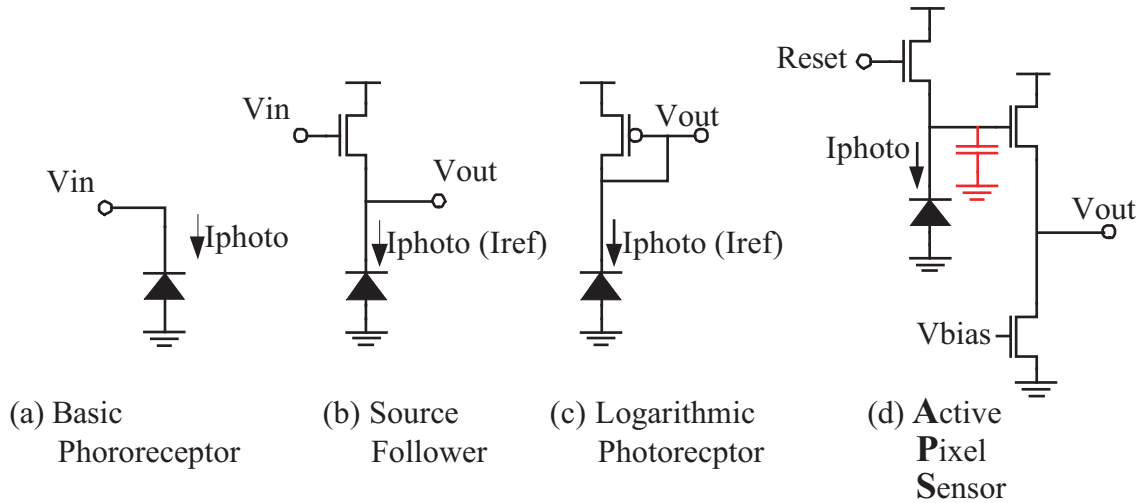 Vin
Iphoto
(a) Basic
Phororeceptor
Vin
Vout
Iphoto (Iref)
(b) Source
Follower
Vout
Iphoto (Iref)
(c) Logarithmic
Photorecptor
Reset
Iphoto
Vout
Vbias
(d) Active
Pixel
Sensor